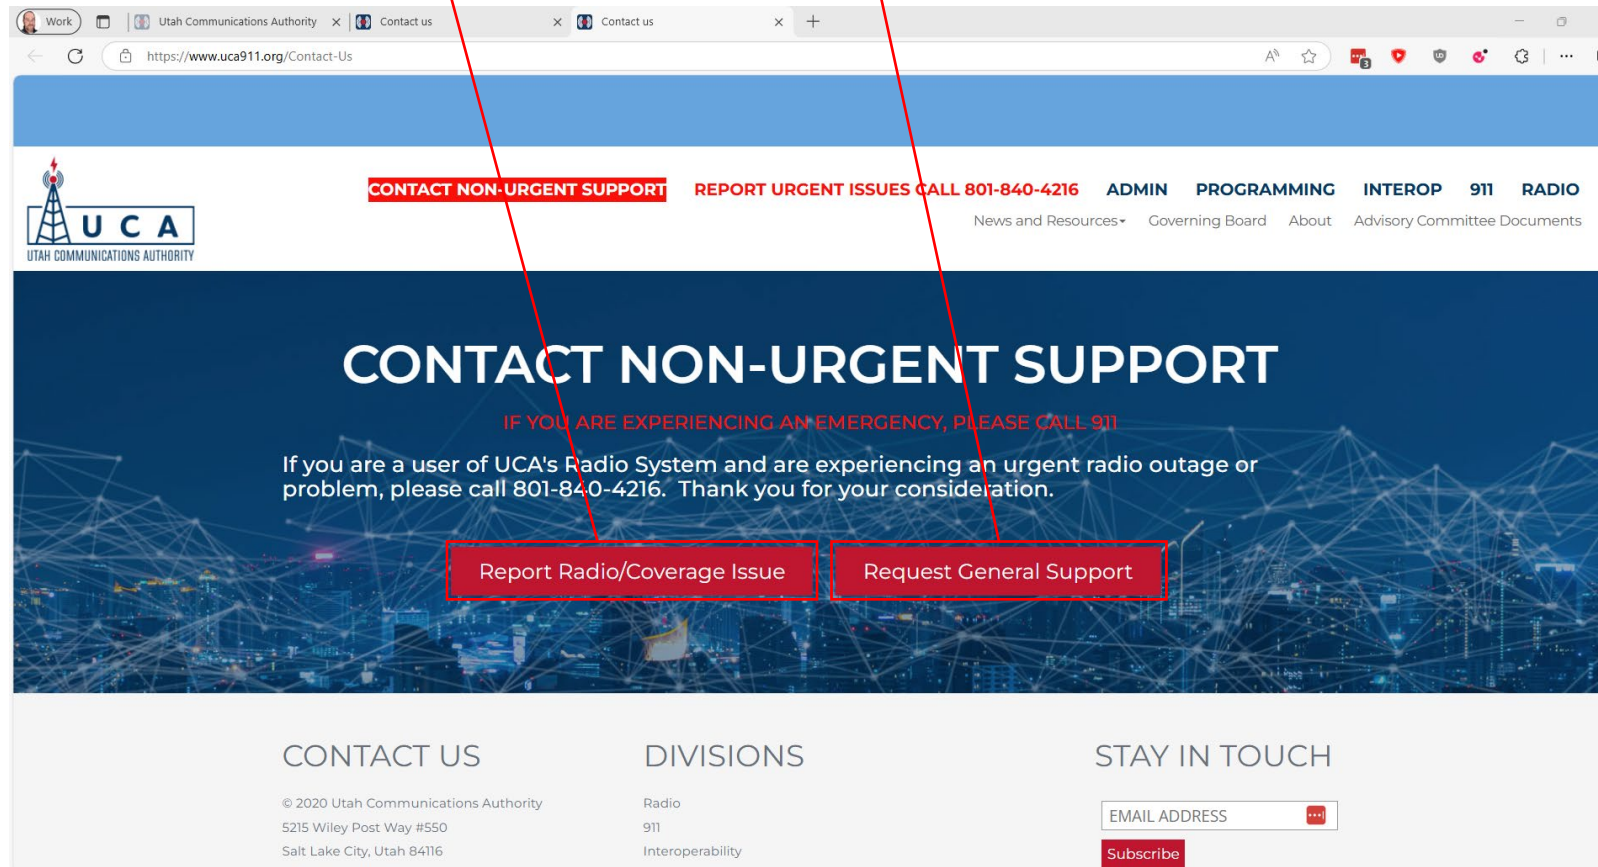 Work
Utah Communications Authority
Contact us
Contact us
https://www.uca911.org/Contact-Us
3
UCA
UTAH COMMUNICATIONS AUTHORITY
CONTACT NON-URGENT SUPPORT REPORT URGENT ISSUES CALL 801-840-4216 ADMIN PROGRAMMING INTEROP 911 RADIO
News and Resources Governing Board About Advisory Committee Documents
CONTACT NON-URGENT SUPPORT
IF YOU ARE EXPERIENCING AN EMERGENCY, PLEASE CALL 911
If you are a user of UCA's Radio System and are experiencing an urgent radio outage or
problem, please call 801-840-4216. Thank you for your consideration.
Report Radio/Coverage Issue Request General Support
CONTACT US
© 2020 Utah Communications Authority
5215 Wiley Post Way #550
Salt Lake City, Utah 84116
DIVISIONS
Radio
911
Interoperability
STAY IN TOUCH
EMAIL ADDRESS
Subscribe